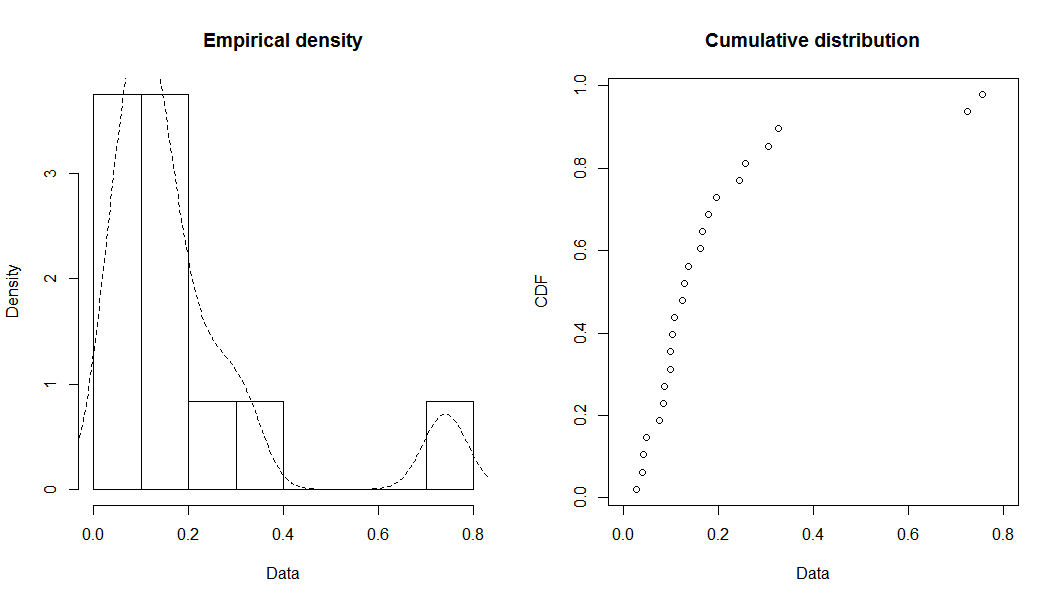 Empirical density
Density
0
1
2
3
0.0 0.2 0.4 0.6 0.8
Data
Cumulative distribution
CDF
0.0
0.2
0.4
0.6
0.8
1.0
0.0 0.2 0.4 0.6 0.8
Data